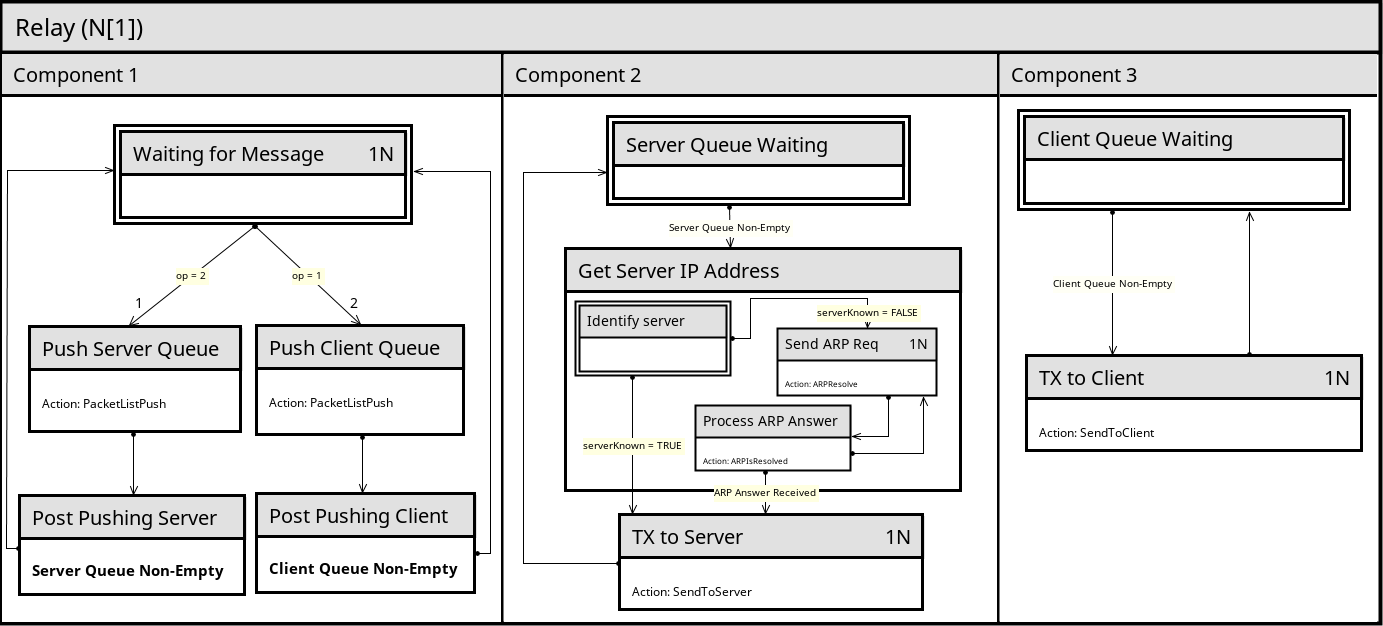 Relay (N[1])
Component 1
Waiting for Message 1N
op = 2
op = 1
1
2
Push Server Queue
Action: PacketListPush
Push Client Queue
Action: PacketListPush
Post Pushing Server
Server Queue Non-Empty
Post Pushing Client
Client Queue Non-Empty
Component 2
Server Queue Waiting
Server Queue Non-Empty
Get Server IP Address
Identify server
serverKnown = FALSE
Send ARP Req 1N
Action: ARPResolve
Process ARP Answer
Action: ARPIsResolved
serverKnown = TRUE
ARP Answer Received
TX to Server 1N
Action: SendToServer
Component 3
Client Queue Waiting
Client Queue Non-Empty
TX to Client 1N
Action: SendToClient